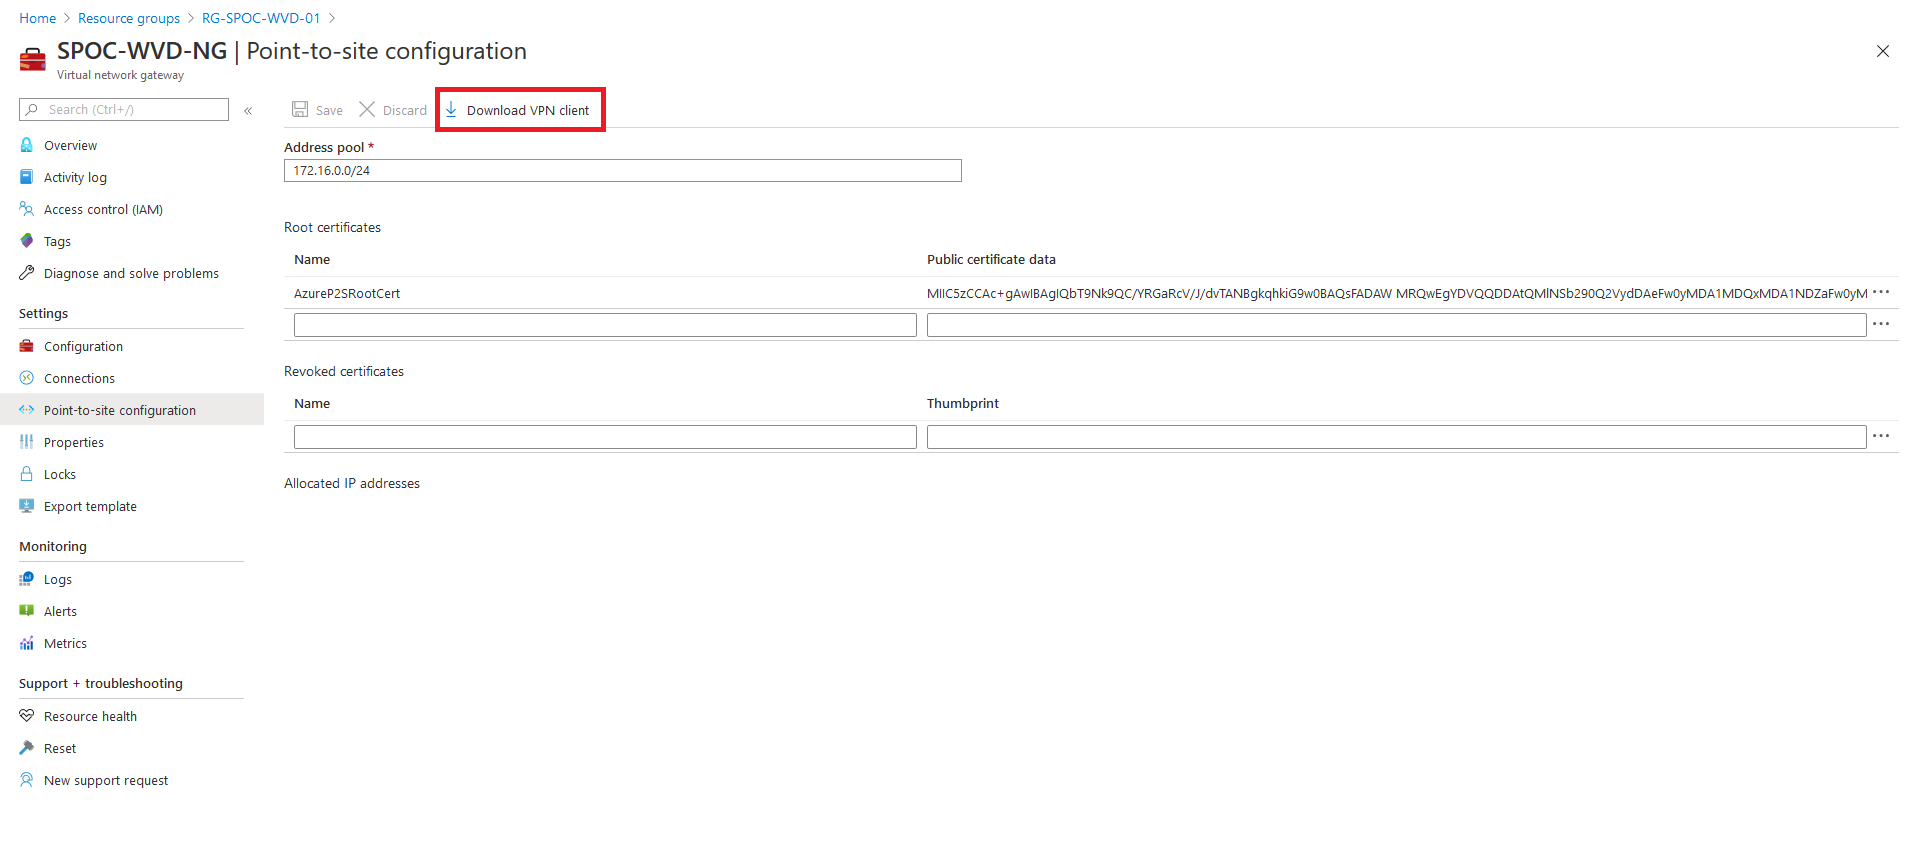 Home > Resource groups > RG-SPOC-WVD-01 >
SPOC-WVD-NG | Point-to-site configuration
Virtual network gateway
Search (Ctrl+/)
«
Save
Discard
Download VPN client
Overview
Activity log
Access control (IAM)
Tags
Diagnose and solve problems
Settings
Configuration
Connections
Point-to-site configuration
Properties
Locks
Export template
Monitoring
Logs
Alerts
Metrics
Support + troubleshooting
Resource health
Reset
New support request
Address pool *
172.16.0.0/24
Root certificates
Name Public certificate data
AzureP2SRootCert MIIC5zCCAc+gAwIBAgIQbT9Nk9QC/YRGaRcV/J/dvTANBgkqhkiG9w0BAQsFADAW MRQwEgYDVQQDDAtQMlNSb290Q2VydDAeFw0yMDA1MDQxMDA1NDZaFw0yM ...
...
Revoked certificates
Name Thumbprint
...
Allocated IP addresses